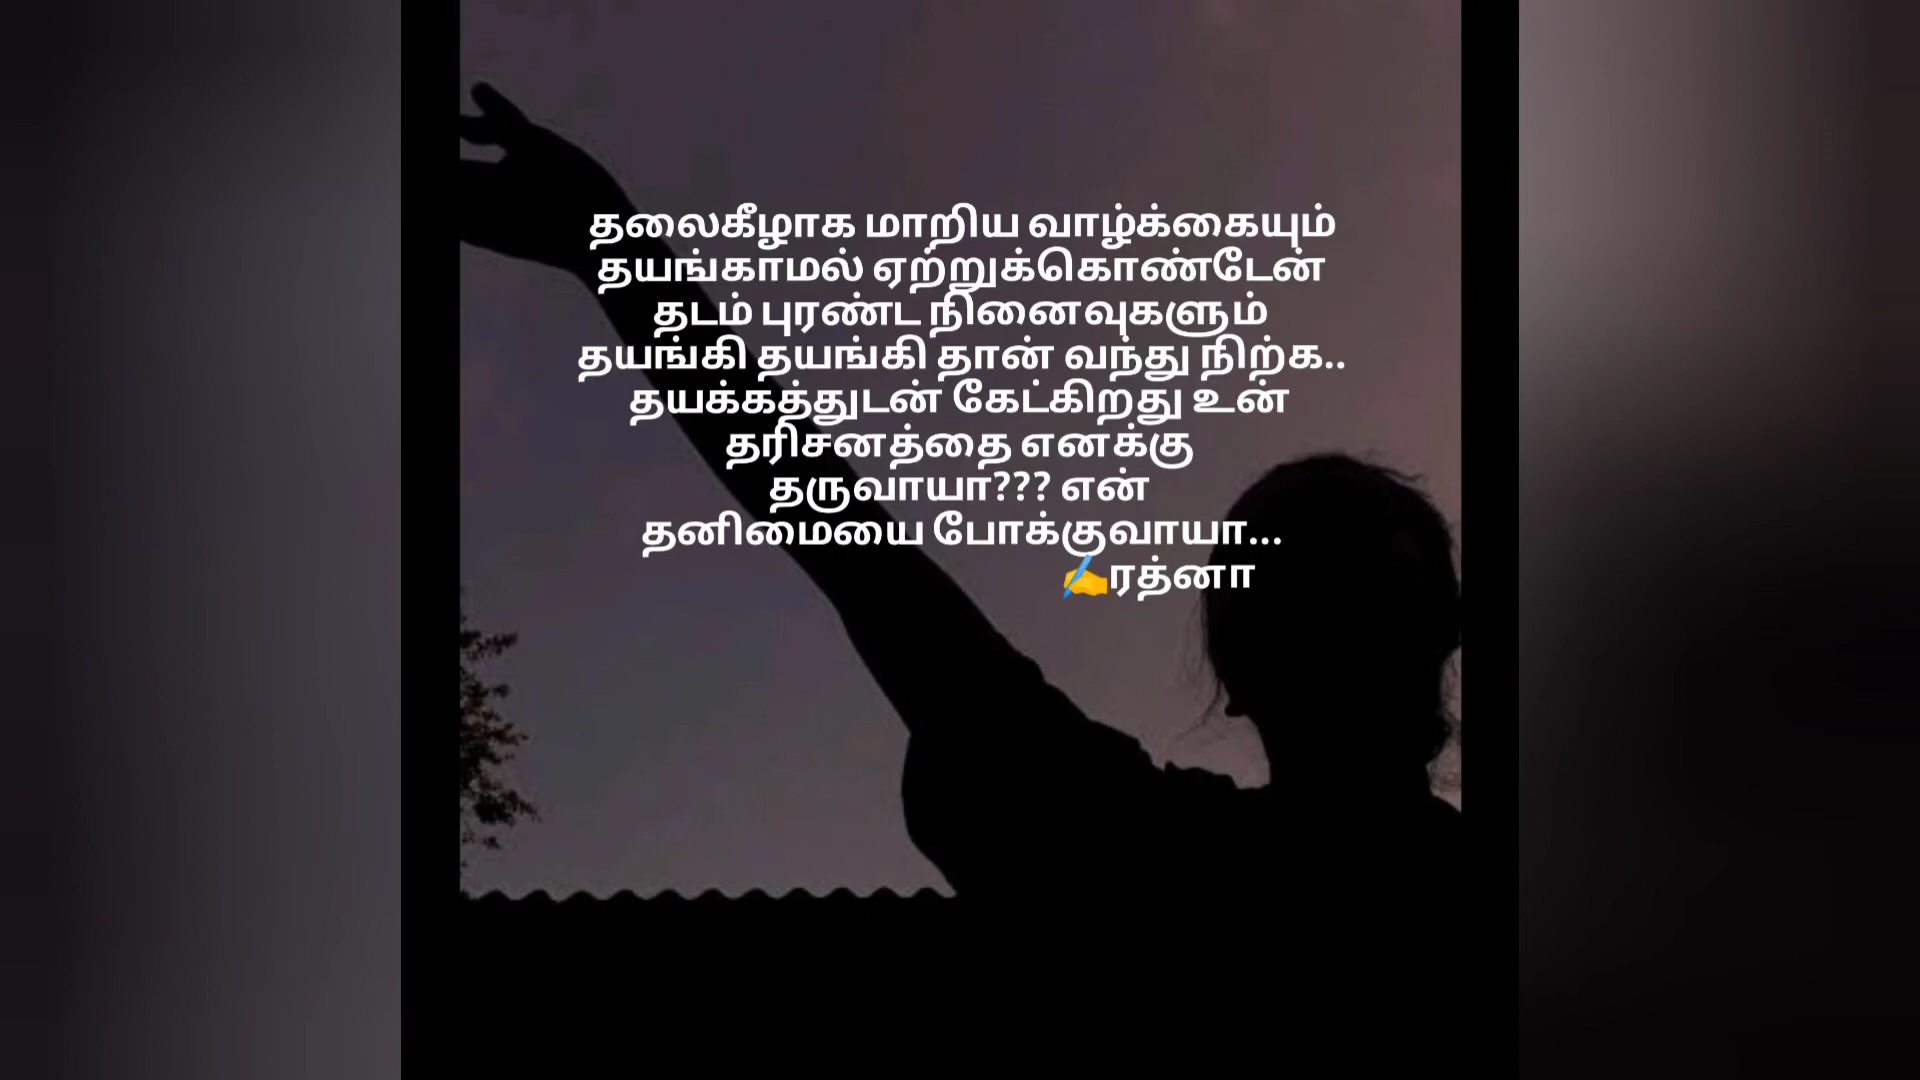 தலைகீழாக மாறிய வாழ்க்கையும்
தயங்காமல் ஏற்றுக்கொண்டேன்
தடம் புரண்ட நினைவுகளும்
தயங்கி தயங்கி தான் வந்து நிற்க..
தயக்கத்துடன் கேட்கிறது உன்
தரிசனத்தை எனக்கு
தருவாயா??? என்
தனிமையை போக்குவாயா...
✍️ரத்னா